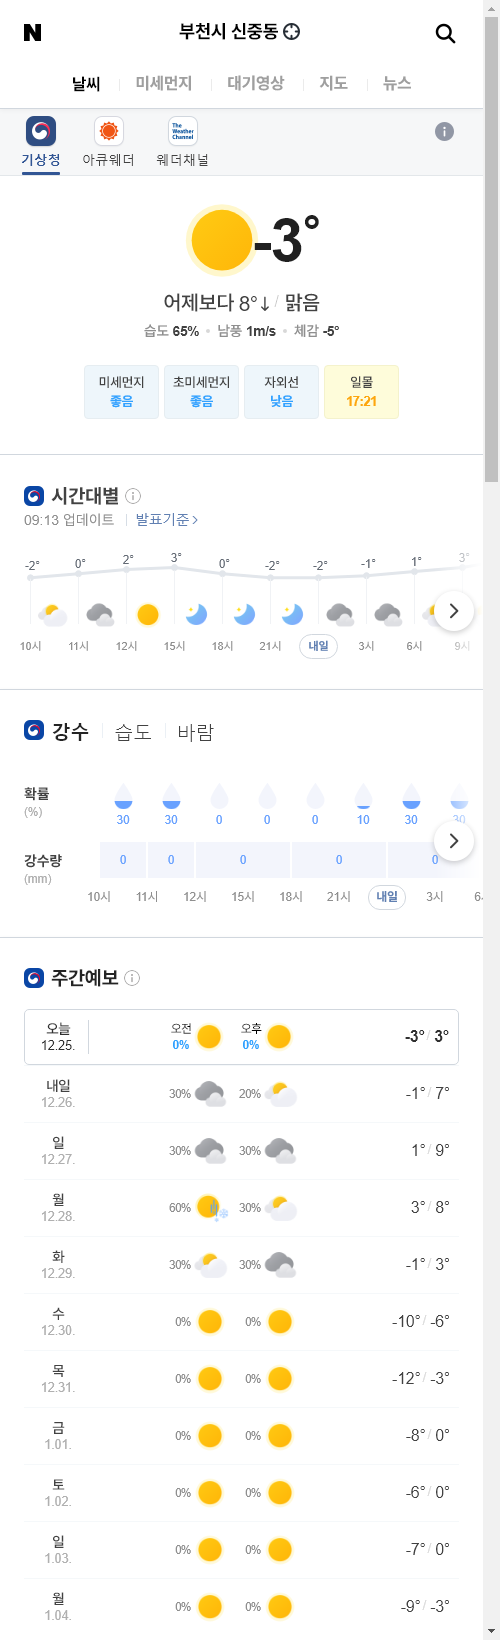 N
부천시 신중동
날씨 미세먼지 대기영상 지도 뉴스
The Weather Channel
기상청 아큐웨더 웨더채널
-3°
어제보다 8°↓ / 맑음
습도 65% • 남풍 1m/s • 체감 -5°
미세먼지 초미세먼지 자외선 일몰
좋음 좋음 낮음 17:21
시간대별
09:13 업데이트 발표기준 >
-2° 0° 2° 3° 0° -2° -2° -1° 1° 3°
10시 11시 12시 15시 18시 21시 내일 3시 6시 9시
강수 습도 바람
확률
(%)
30 30 0 0 0 10 30 30
강수량
(mm)
0 0 0 0 0
10시 11시 12시 15시 18시 21시 내일 3시 6
주간예보
오늘 오전 오후
12.25. 0% 0% -3° / 3°
내일
12.26. 30% 20% -1° / 7°
일
12.27. 30% 30% 1° / 9°
월
12.28. 60% 30% 3° / 8°
화
12.29. 30% 30% -1° / 3°
수
12.30. 0% 0% -10° / -6°
목
12.31. 0% 0% -12° / -3°
금
1.01. 0% 0% -8° / 0°
토
1.02. 0% 0% -6° / 0°
일
1.03. 0% 0% -7° / 0°
월
1.04. 0% 0% -9° / -3°